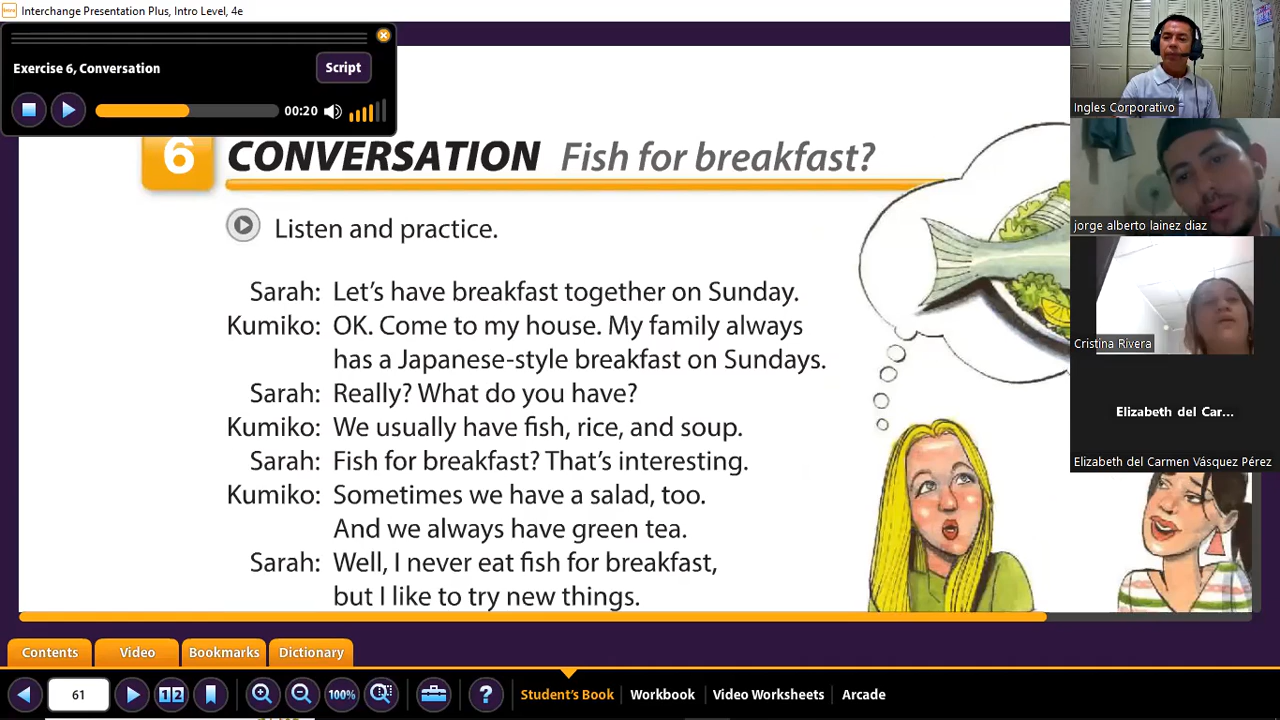 Interchange Presentation Plus, Intro Level, 4e
Exercise 6, Conversation
Script
00:20
6 CONVERSATION Fish for breakfast?
Listen and practice.
Sarah: Let's have breakfast together on Sunday.
Kumiko: OK. Come to my house. My family always
has a Japanese-style breakfast on Sundays.
Sarah: Really? What do you have?
Kumiko: We usually have fish, rice, and soup.
Sarah: Fish for breakfast? That's interesting.
Kumiko: Sometimes we have a salad, too.
And we always have green tea.
Sarah: Well, I never eat fish for breakfast,
but I like to try new things.
Ingles Corporativo
jorge alberto lainez diaz
Cristina Rivera
Elizabeth del Car...
Elizabeth del Carmen Vásquez Pérez
Contents
Video
Bookmarks
Dictionary
61
1 2
100%
?
Student's Book
Workbook
Video Worksheets
Arcade